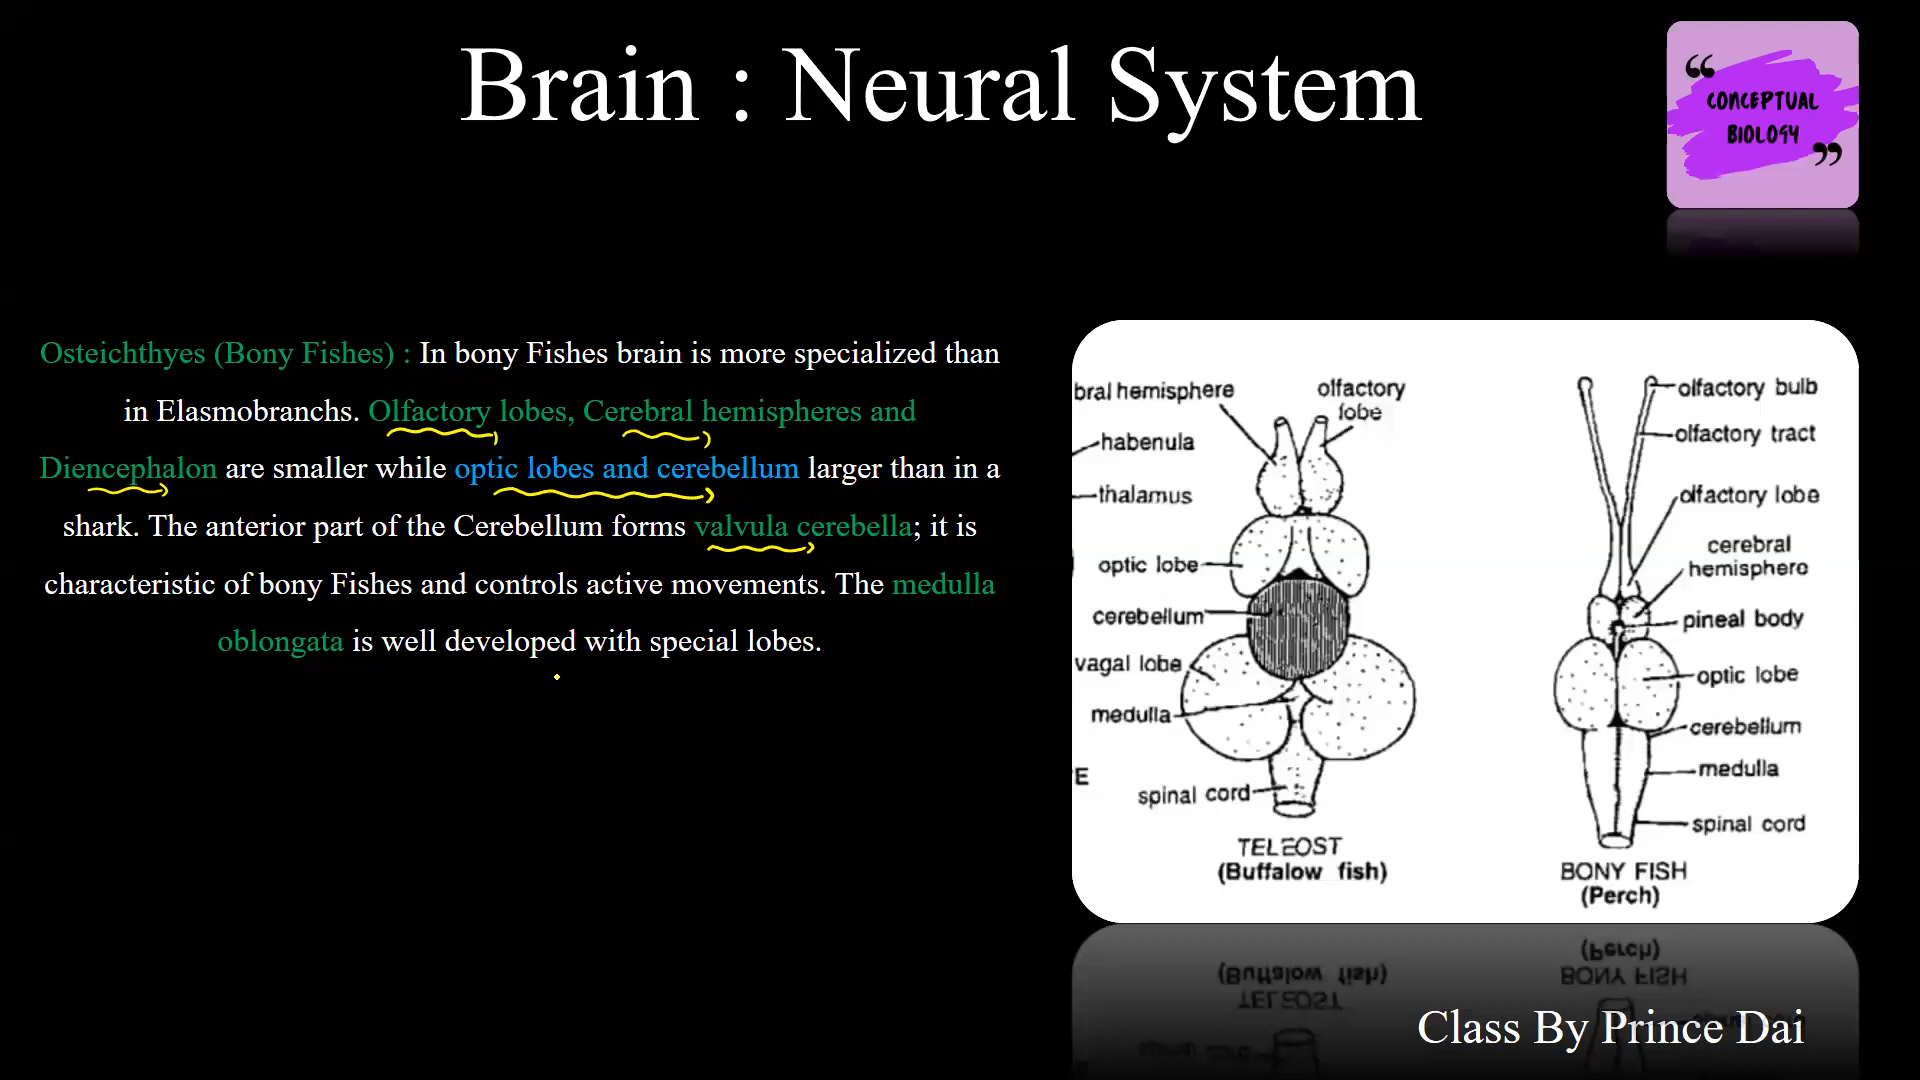 Brain : Neural System
“ CONCEPTUAL
BIOLOGY ”
Osteichthyes (Bony Fishes) : In bony Fishes brain is more specialized than
in Elasmobranchs. Olfactory lobes, Cerebral hemispheres and
Diencephalon are smaller while optic lobes and cerebellum larger than in a
shark. The anterior part of the Cerebellum forms valvula cerebella; it is
characteristic of bony Fishes and controls active movements. The medulla
oblongata is well developed with special lobes.
bral hemisphere
olfactory
lobe
habenula
thalamus
optic lobe
cerebellum
vagal lobe
medulla
E
spinal cord
TELEOST
(Buffalow fish)
olfactory bulb
olfactory tract
olfactory lobe
cerebral
hemisphere
pineal body
optic lobe
cerebellum
medulla
spinal cord
BONY FISH
(Perch)
Class By Prince Dai